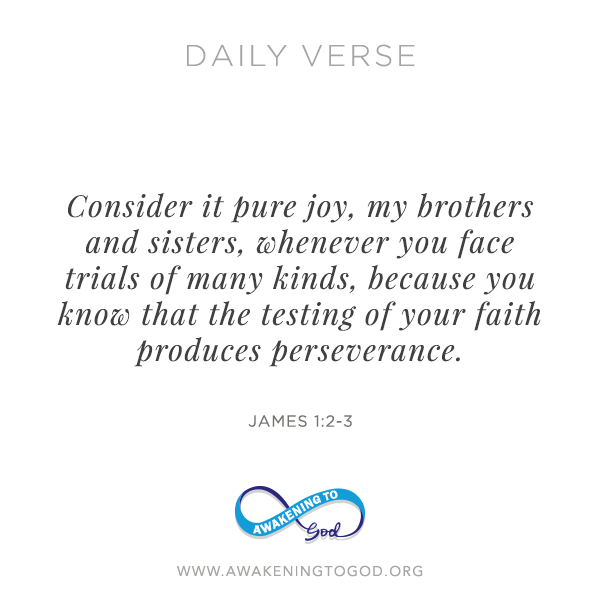 DAILY VERSE
Consider it pure joy, my brothers
and sisters, whenever you face
trials of many kinds, because you
know that the testing of your faith
produces perseverance.
JAMES 1:2-3
AWAKENING TO
God
WWW.AWAKENINGTOGOD.ORG